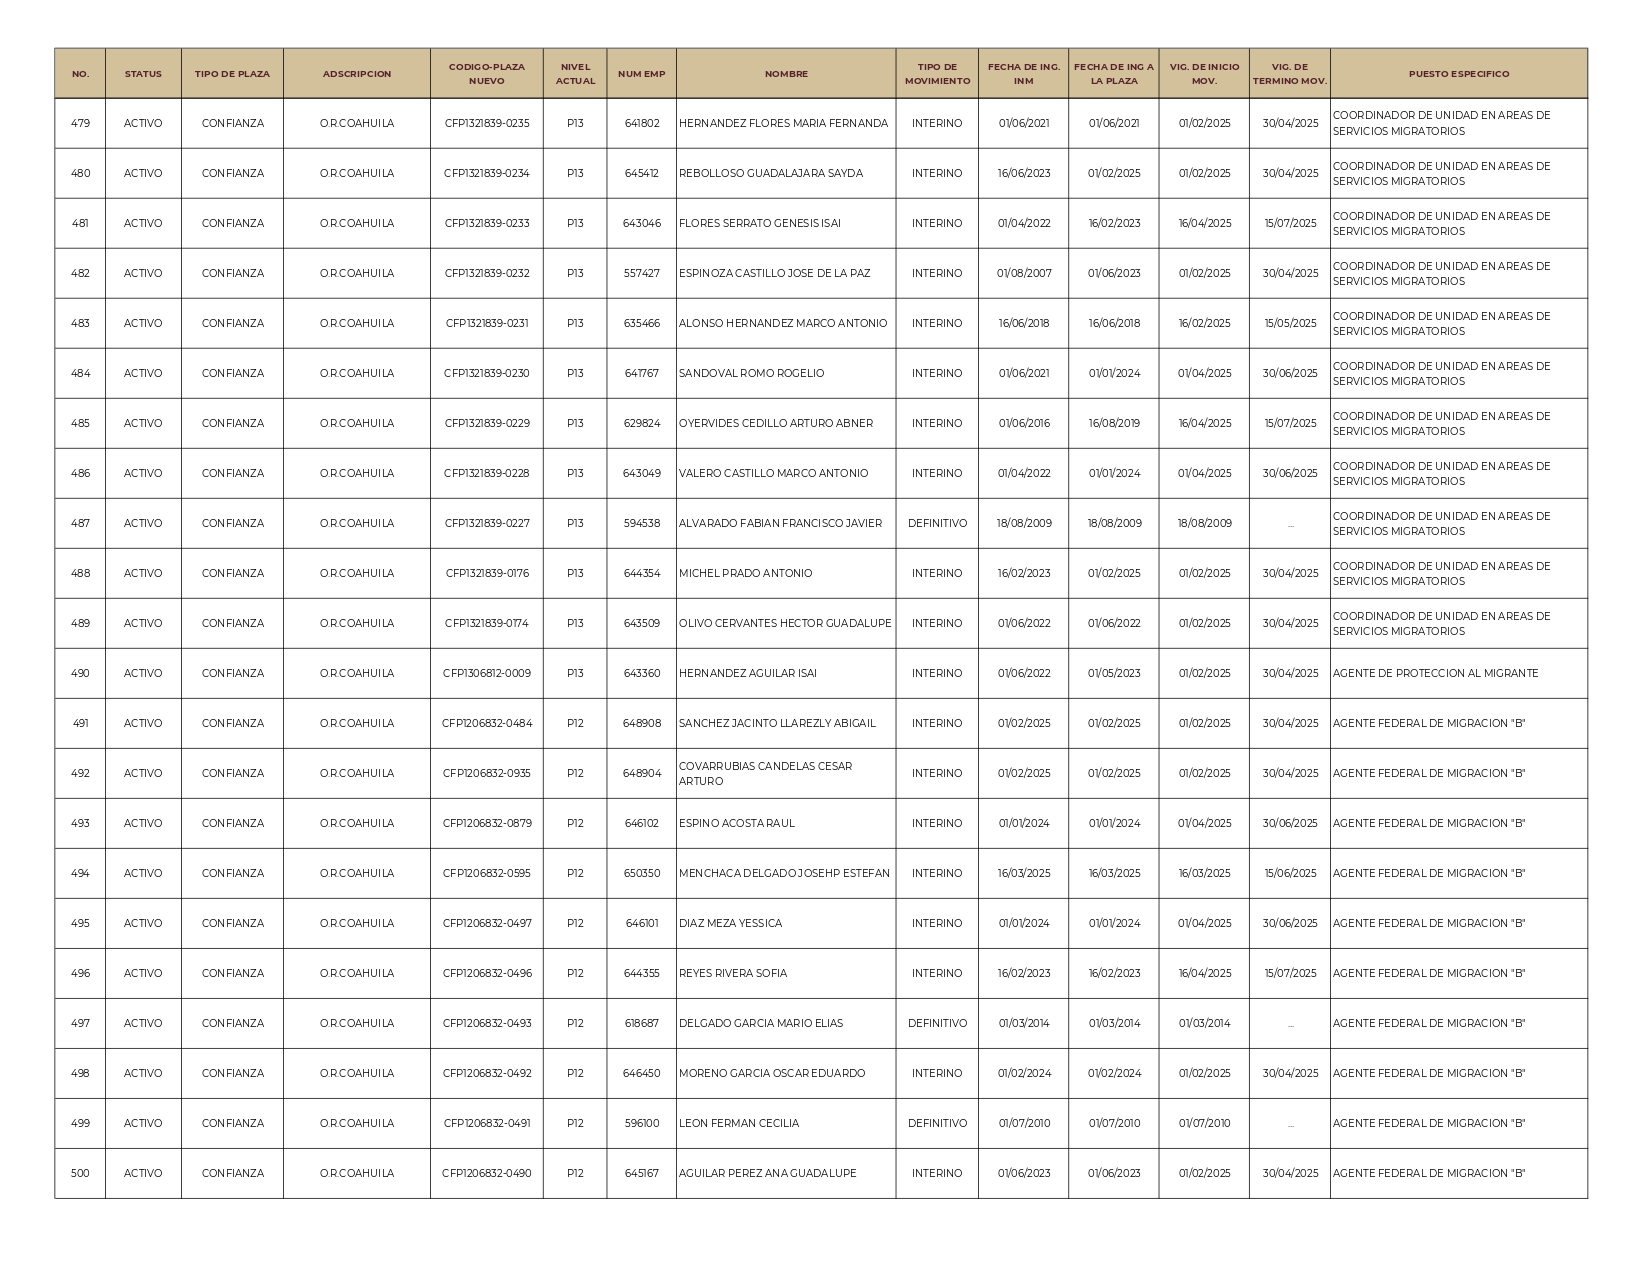 NO. STATUS TIPO DE PLAZA ADSCRIPCION CODIGO-PLAZA NUEVO NIVEL ACTUAL NUM EMP NOMBRE TIPO DE MOVIMIENTO FECHA DE ING. INM FECHA DE ING A LA PLAZA VIG. DE INICIO MOV. VIG. DE TERMINO MOV. PUESTO ESPECIFICO
479 ACTIVO CONFIANZA O.R.COAHUILA CFP1321839-0235 P13 641802 HERNANDEZ FLORES MARIA FERNANDA INTERINO 01/06/2021 01/06/2021 01/02/2025 30/04/2025 COORDINADOR DE UNIDAD EN AREAS DE SERVICIOS MIGRATORIOS
480 ACTIVO CONFIANZA O.R.COAHUILA CFP1321839-0234 P13 645412 REBOLLOSO GUADALAJARA SAYDA INTERINO 16/06/2023 01/02/2025 01/02/2025 30/04/2025 COORDINADOR DE UNIDAD EN AREAS DE SERVICIOS MIGRATORIOS
481 ACTIVO CONFIANZA O.R.COAHUILA CFP1321839-0233 P13 643046 FLORES SERRATO GENESIS ISAI INTERINO 01/04/2022 16/02/2023 16/04/2025 15/07/2025 COORDINADOR DE UNIDAD EN AREAS DE SERVICIOS MIGRATORIOS
482 ACTIVO CONFIANZA O.R.COAHUILA CFP1321839-0232 P13 557427 ESPINOZA CASTILLO JOSE DE LA PAZ INTERINO 01/08/2007 01/06/2023 01/02/2025 30/04/2025 COORDINADOR DE UNIDAD EN AREAS DE SERVICIOS MIGRATORIOS
483 ACTIVO CONFIANZA O.R.COAHUILA CFP1321839-0231 P13 635466 ALONSO HERNANDEZ MARCO ANTONIO INTERINO 16/06/2018 16/06/2018 16/02/2025 15/05/2025 COORDINADOR DE UNIDAD EN AREAS DE SERVICIOS MIGRATORIOS
484 ACTIVO CONFIANZA O.R.COAHUILA CFP1321839-0230 P13 641767 SANDOVAL ROMO ROGELIO INTERINO 01/06/2021 01/01/2024 01/04/2025 30/06/2025 COORDINADOR DE UNIDAD EN AREAS DE SERVICIOS MIGRATORIOS
485 ACTIVO CONFIANZA O.R.COAHUILA CFP1321839-0229 P13 629824 OYERVIDES CEDILLO ARTURO ABNER INTERINO 01/06/2016 16/08/2019 16/04/2025 15/07/2025 COORDINADOR DE UNIDAD EN AREAS DE SERVICIOS MIGRATORIOS
486 ACTIVO CONFIANZA O.R.COAHUILA CFP1321839-0228 P13 643049 VALERO CASTILLO MARCO ANTONIO INTERINO 01/04/2022 01/01/2024 01/04/2025 30/06/2025 COORDINADOR DE UNIDAD EN AREAS DE SERVICIOS MIGRATORIOS
487 ACTIVO CONFIANZA O.R.COAHUILA CFP1321839-0227 P13 594538 ALVARADO FABIAN FRANCISCO JAVIER DEFINITIVO 18/08/2009 18/08/2009 18/08/2009 ... COORDINADOR DE UNIDAD EN AREAS DE SERVICIOS MIGRATORIOS
488 ACTIVO CONFIANZA O.R.COAHUILA CFP1321839-0176 P13 644354 MICHEL PRADO ANTONIO INTERINO 16/02/2023 01/02/2025 01/02/2025 30/04/2025 COORDINADOR DE UNIDAD EN AREAS DE SERVICIOS MIGRATORIOS
489 ACTIVO CONFIANZA O.R.COAHUILA CFP1321839-0174 P13 643509 OLIVO CERVANTES HECTOR GUADALUPE INTERINO 01/06/2022 01/06/2022 01/02/2025 30/04/2025 COORDINADOR DE UNIDAD EN AREAS DE SERVICIOS MIGRATORIOS
490 ACTIVO CONFIANZA O.R.COAHUILA CFP1306812-0009 P13 643360 HERNANDEZ AGUILAR ISAI INTERINO 01/06/2022 01/05/2023 01/02/2025 30/04/2025 AGENTE DE PROTECCION AL MIGRANTE
491 ACTIVO CONFIANZA O.R.COAHUILA CFP1206832-0484 P12 648908 SANCHEZ JACINTO LLAREZLY ABIGAIL INTERINO 01/02/2025 01/02/2025 01/02/2025 30/04/2025 AGENTE FEDERAL DE MIGRACION "B"
492 ACTIVO CONFIANZA O.R.COAHUILA CFP1206832-0935 P12 648904 COVARRUBIAS CANDELAS CESAR ARTURO INTERINO 01/02/2025 01/02/2025 01/02/2025 30/04/2025 AGENTE FEDERAL DE MIGRACION "B"
493 ACTIVO CONFIANZA O.R.COAHUILA CFP1206832-0879 P12 646102 ESPINO ACOSTA RAUL INTERINO 01/01/2024 01/01/2024 01/04/2025 30/06/2025 AGENTE FEDERAL DE MIGRACION "B"
494 ACTIVO CONFIANZA O.R.COAHUILA CFP1206832-0595 P12 650350 MENCHACA DELGADO JOSEHP ESTEFAN INTERINO 16/03/2025 16/03/2025 16/03/2025 15/06/2025 AGENTE FEDERAL DE MIGRACION "B"
495 ACTIVO CONFIANZA O.R.COAHUILA CFP1206832-0497 P12 646101 DIAZ MEZA YESSICA INTERINO 01/01/2024 01/01/2024 01/04/2025 30/06/2025 AGENTE FEDERAL DE MIGRACION "B"
496 ACTIVO CONFIANZA O.R.COAHUILA CFP1206832-0496 P12 644355 REYES RIVERA SOFIA INTERINO 16/02/2023 16/02/2023 16/04/2025 15/07/2025 AGENTE FEDERAL DE MIGRACION "B"
497 ACTIVO CONFIANZA O.R.COAHUILA CFP1206832-0493 P12 618687 DELGADO GARCIA MARIO ELIAS DEFINITIVO 01/03/2014 01/03/2014 01/03/2014 ... AGENTE FEDERAL DE MIGRACION "B"
498 ACTIVO CONFIANZA O.R.COAHUILA CFP1206832-0492 P12 646450 MORENO GARCIA OSCAR EDUARDO INTERINO 01/02/2024 01/02/2024 01/02/2025 30/04/2025 AGENTE FEDERAL DE MIGRACION "B"
499 ACTIVO CONFIANZA O.R.COAHUILA CFP1206832-0491 P12 596100 LEON FERMAN CECILIA DEFINITIVO 01/07/2010 01/07/2010 01/07/2010 ... AGENTE FEDERAL DE MIGRACION "B"
500 ACTIVO CONFIANZA O.R.COAHUILA CFP1206832-0490 P12 645167 AGUILAR PEREZ ANA GUADALUPE INTERINO 01/06/2023 01/06/2023 01/02/2025 30/04/2025 AGENTE FEDERAL DE MIGRACION "B"